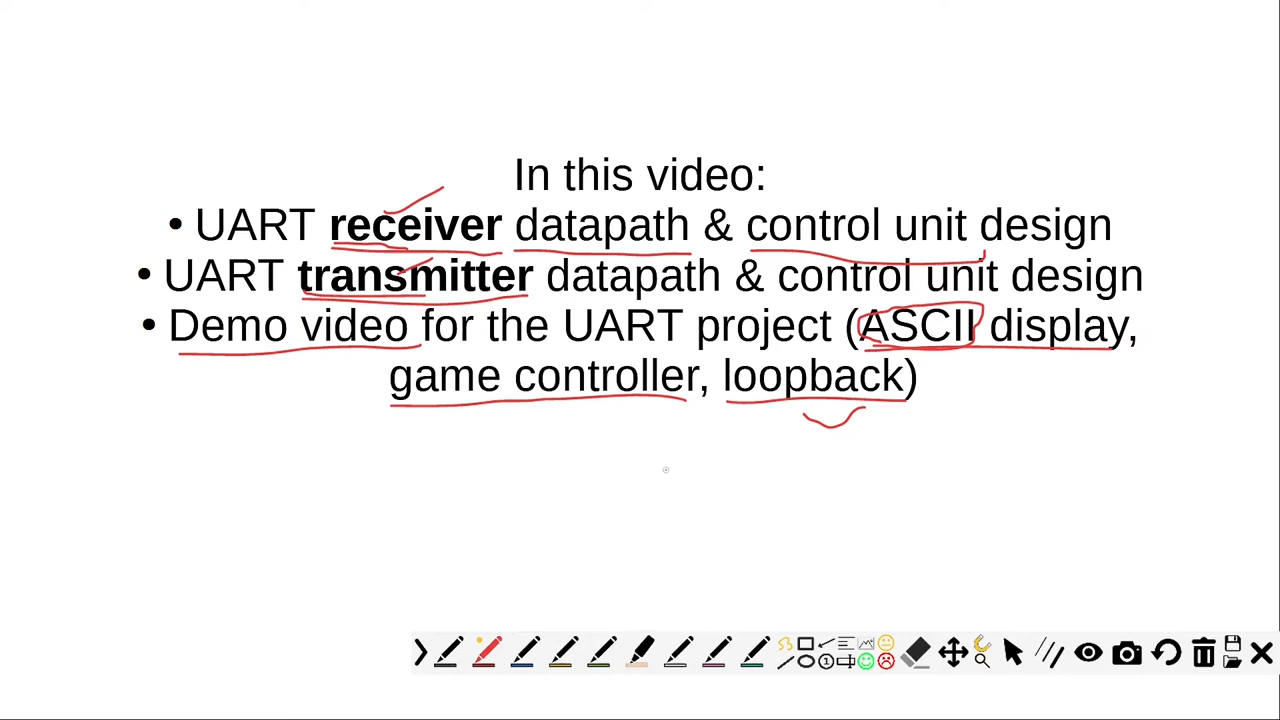 In this video:
• UART receiver datapath & control unit design
• UART transmitter datapath & control unit design
• Demo video for the UART project (ASCII display,
game controller, loopback)